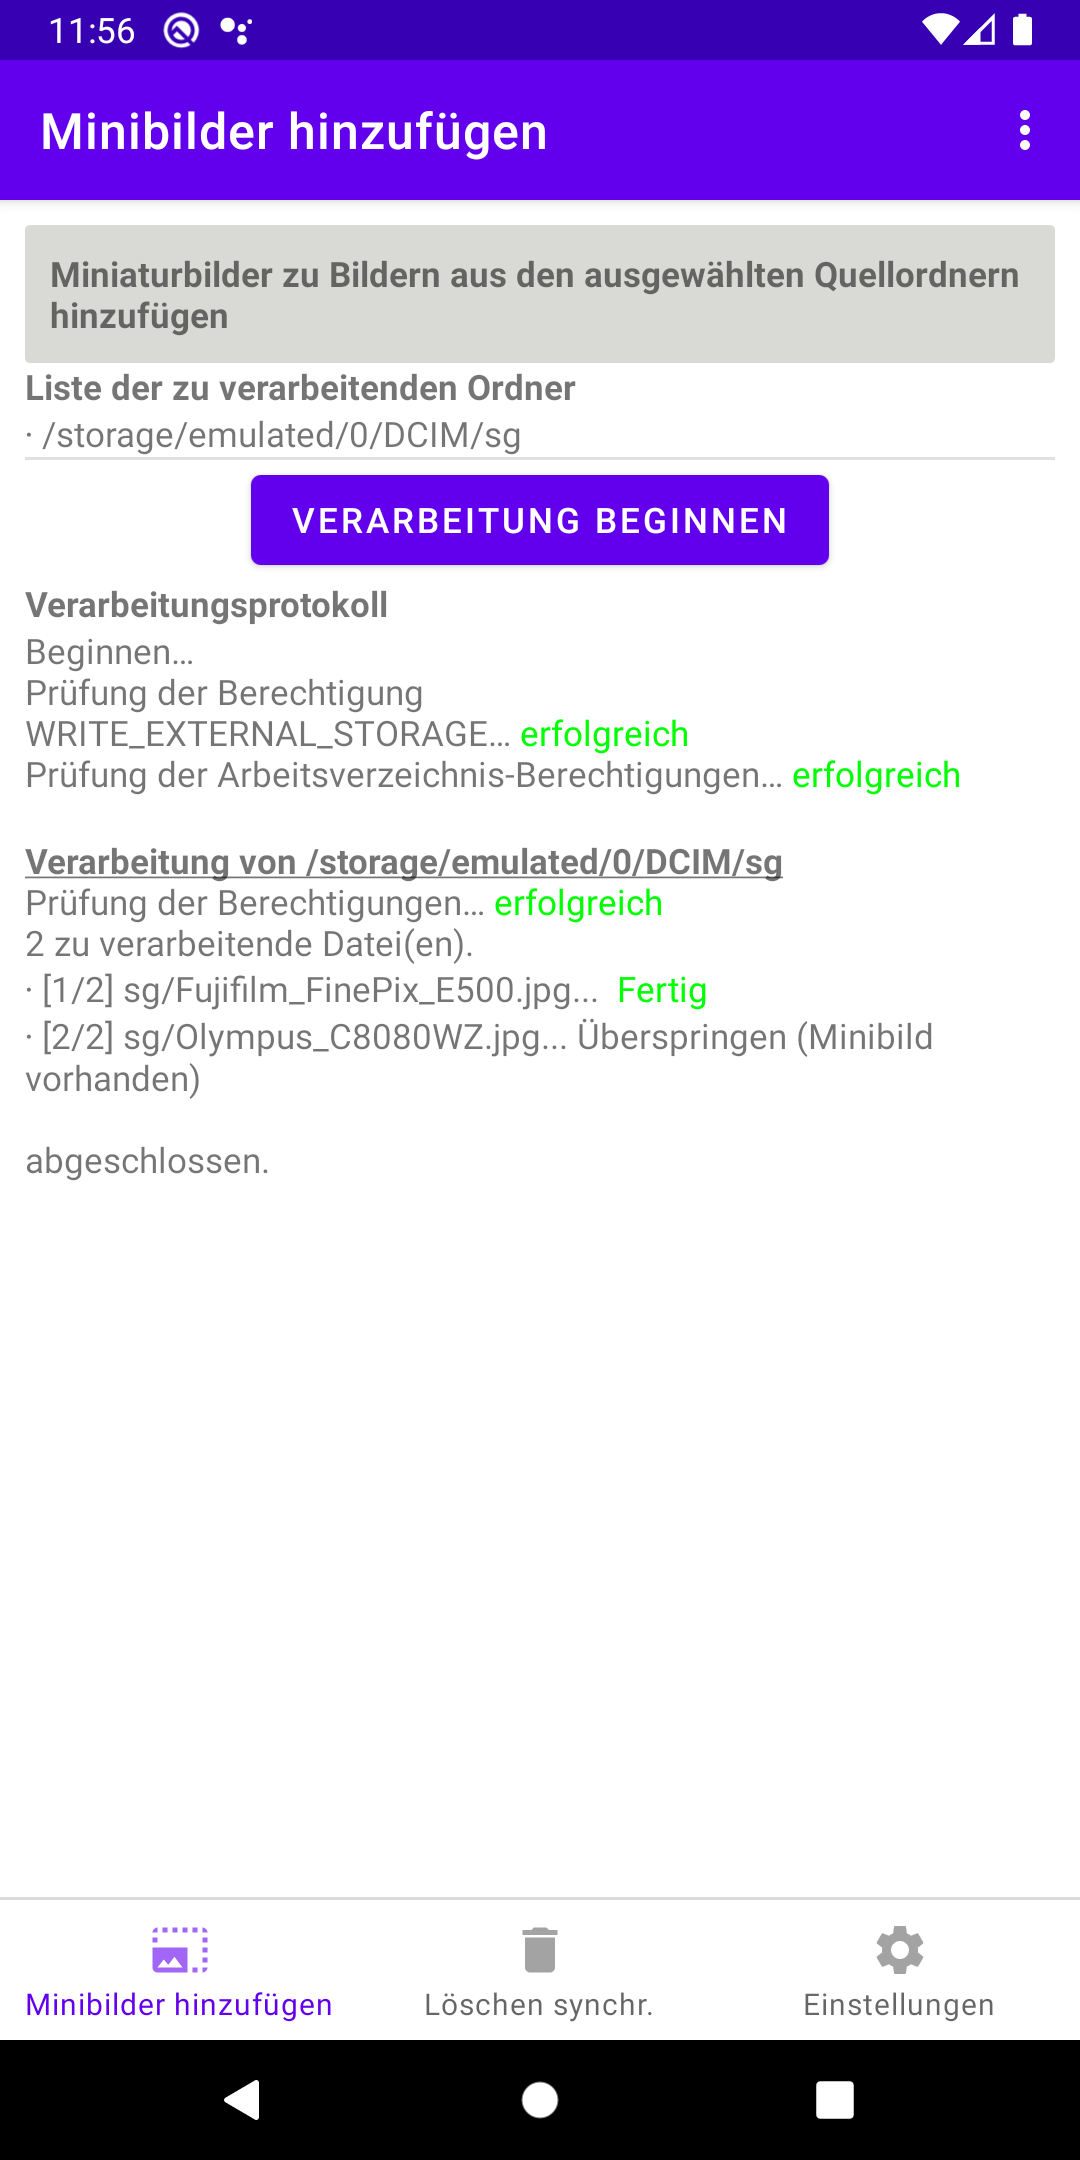 11:56
Minibilder hinzufügen
Miniaturbilder zu Bildern aus den ausgewählten Quellordnern
hinzufügen
Liste der zu verarbeitenden Ordner
· /storage/emulated/0/DCIM/sg
VERARBEITUNG BEGINNEN
Verarbeitungsprotokoll
Beginnen…
Prüfung der Berechtigung
WRITE_EXTERNAL_STORAGE… erfolgreich
Prüfung der Arbeitsverzeichnis-Berechtigungen… erfolgreich
Verarbeitung von /storage/emulated/0/DCIM/sg
Prüfung der Berechtigungen… erfolgreich
2 zu verarbeitende Datei(en).
· [1/2] sg/Fujifilm_FinePix_E500.jpg... Fertig
· [2/2] sg/Olympus_C8080WZ.jpg... Überspringen (Minibild
vorhanden)
abgeschlossen.
Minibilder hinzufügen
Löschen synchr.
Einstellungen